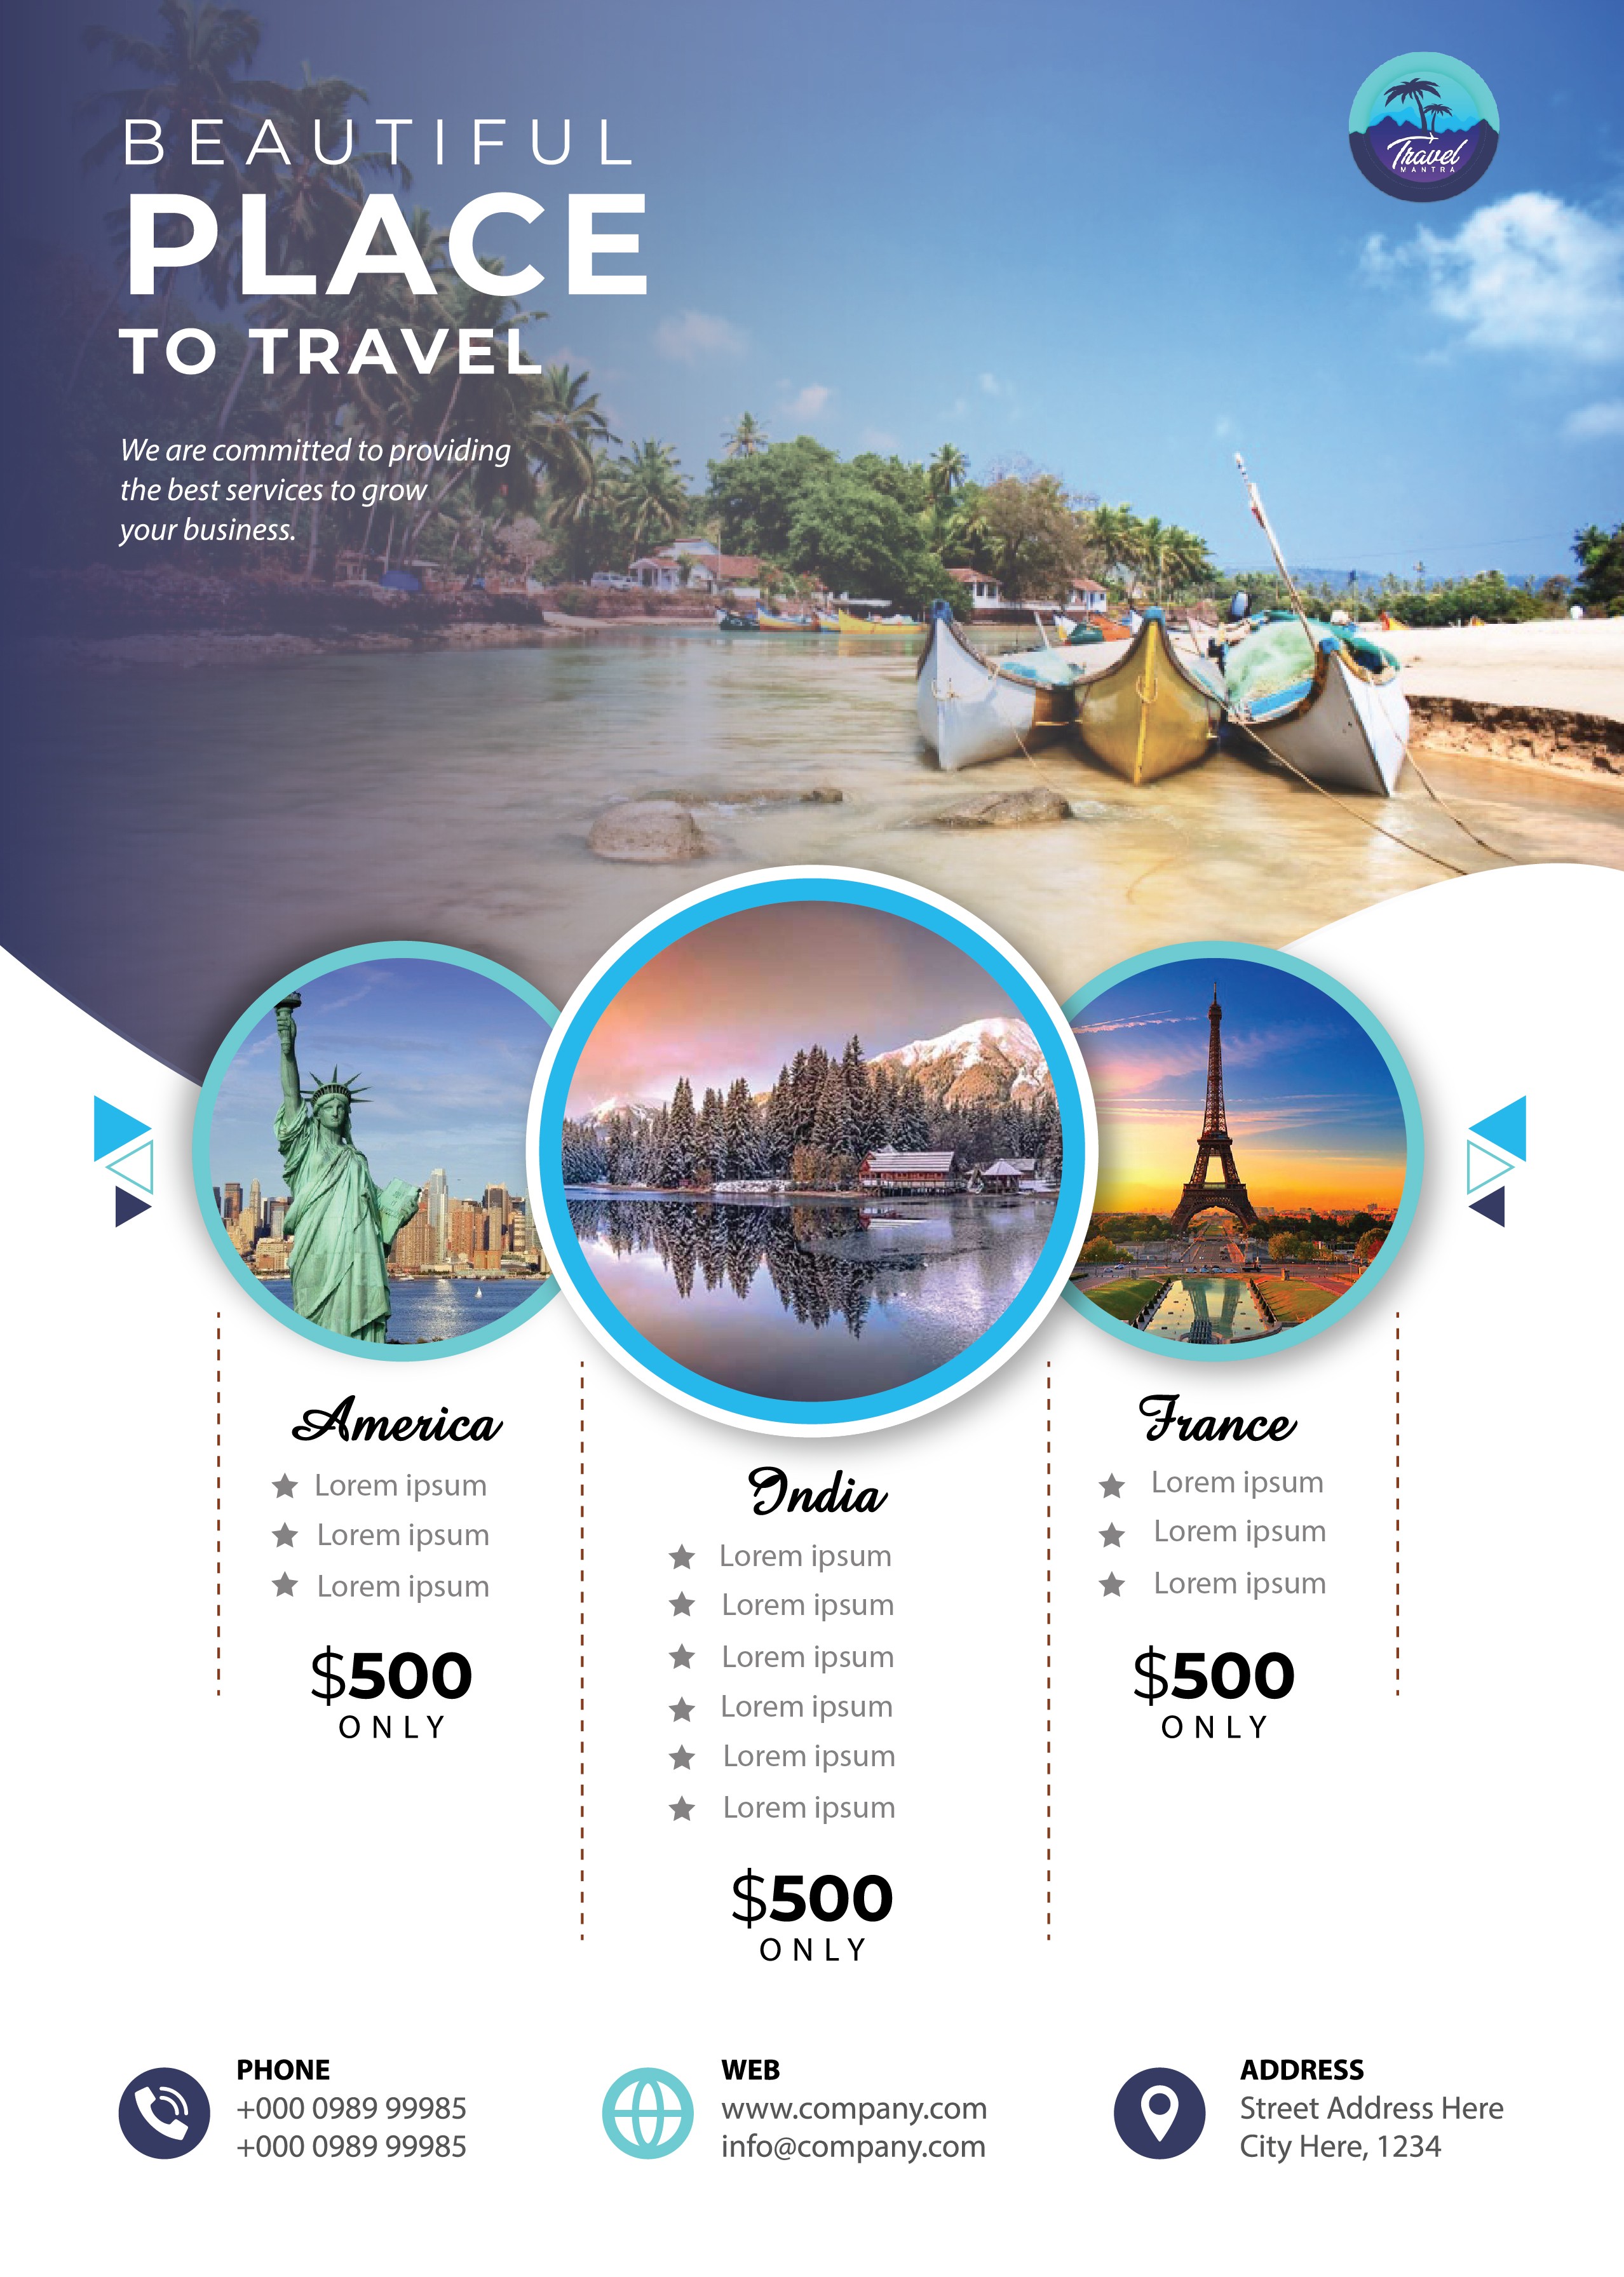 BEAUTIFUL
PLACE
TO TRAVEL
We are committed to providing
the best services to grow
your business.
Travel
MANTRA
America
Lorem ipsum
Lorem ipsum
Lorem ipsum
$500
ONLY
India
Lorem ipsum
Lorem ipsum
Lorem ipsum
Lorem ipsum
Lorem ipsum
Lorem ipsum
$500
ONLY
France
Lorem ipsum
Lorem ipsum
Lorem ipsum
$500
ONLY
PHONE
+000 0989 99985
+000 0989 99985
WEB
www.company.com
info@company.com
ADDRESS
Street Address Here
City Here, 1234